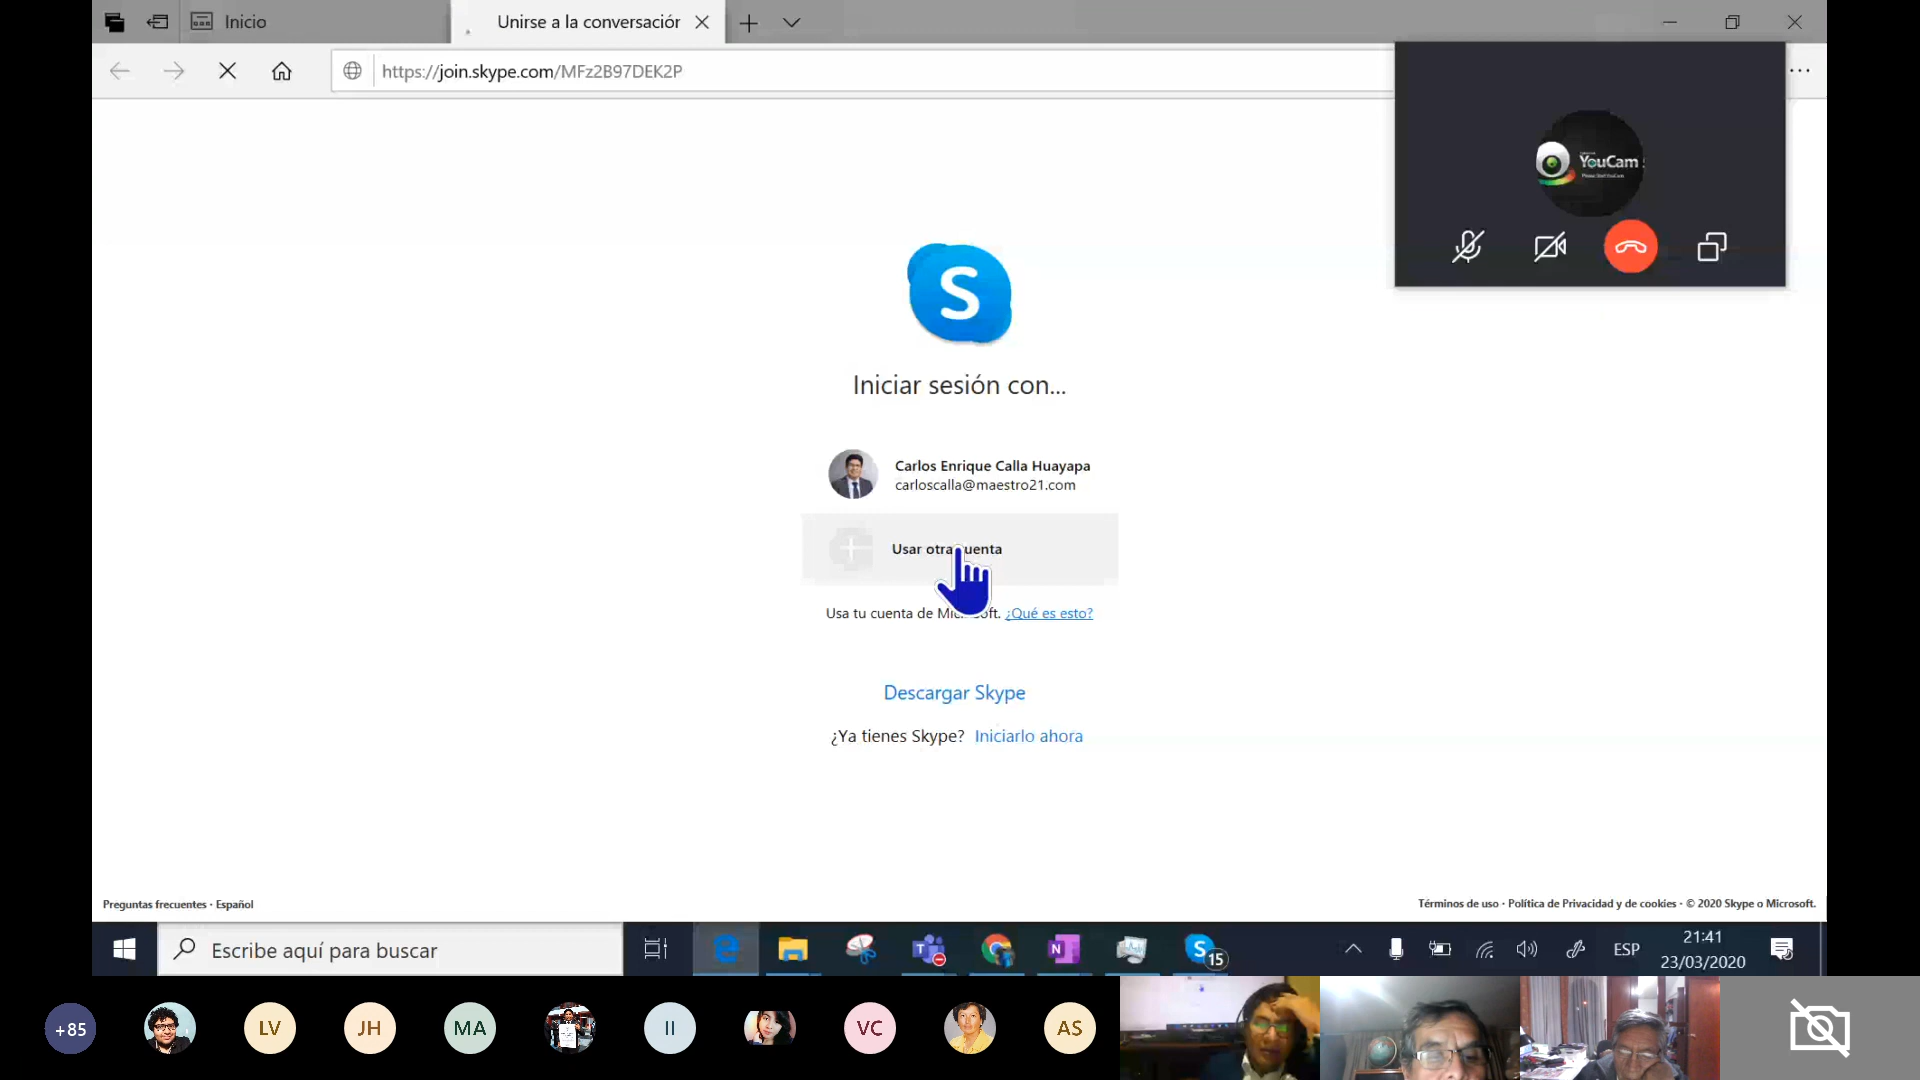 Inicio
Unirse a la conversación
https://join.skype.com/MFz2B97DEK2P
YouCam
S
Iniciar sesión con...
Carlos Enrique Calla Huayapa
carloscalla@maestro21.com
Usar otra cuenta
Usa tu cuenta de Microsoft. ¿Qué es esto?
Descargar Skype
¿Ya tienes Skype? Iniciarlo ahora
Preguntas frecuentes · Español
Términos de uso · Política de Privacidad y de cookies · © 2020 Skype o Microsoft.
Escribe aquí para buscar
15
ESP
21:41
23/03/2020
+85
LV
JH
MA
II
VC
AS